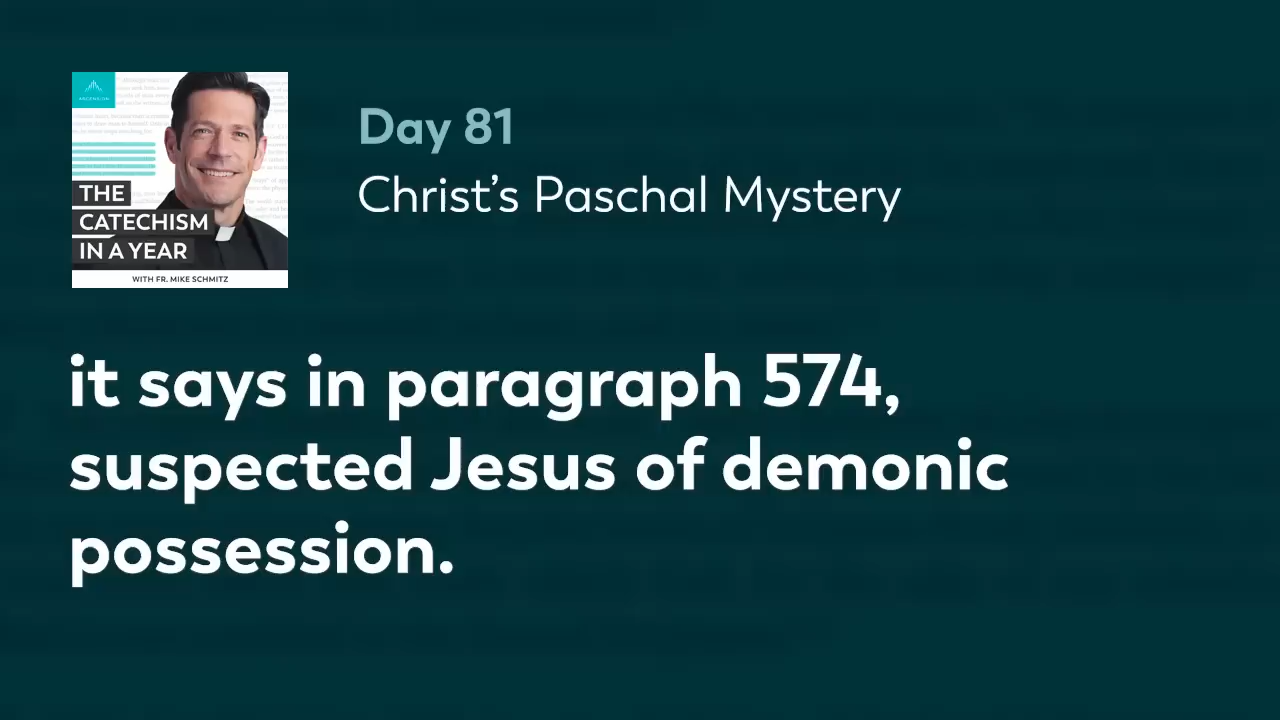 ASCENSION
THE
CATECHISM
IN A YEAR
WITH FR. MIKE SCHMITZ
Day 81
Christ’s Paschal Mystery
it says in paragraph 574,
suspected Jesus of demonic
possession.